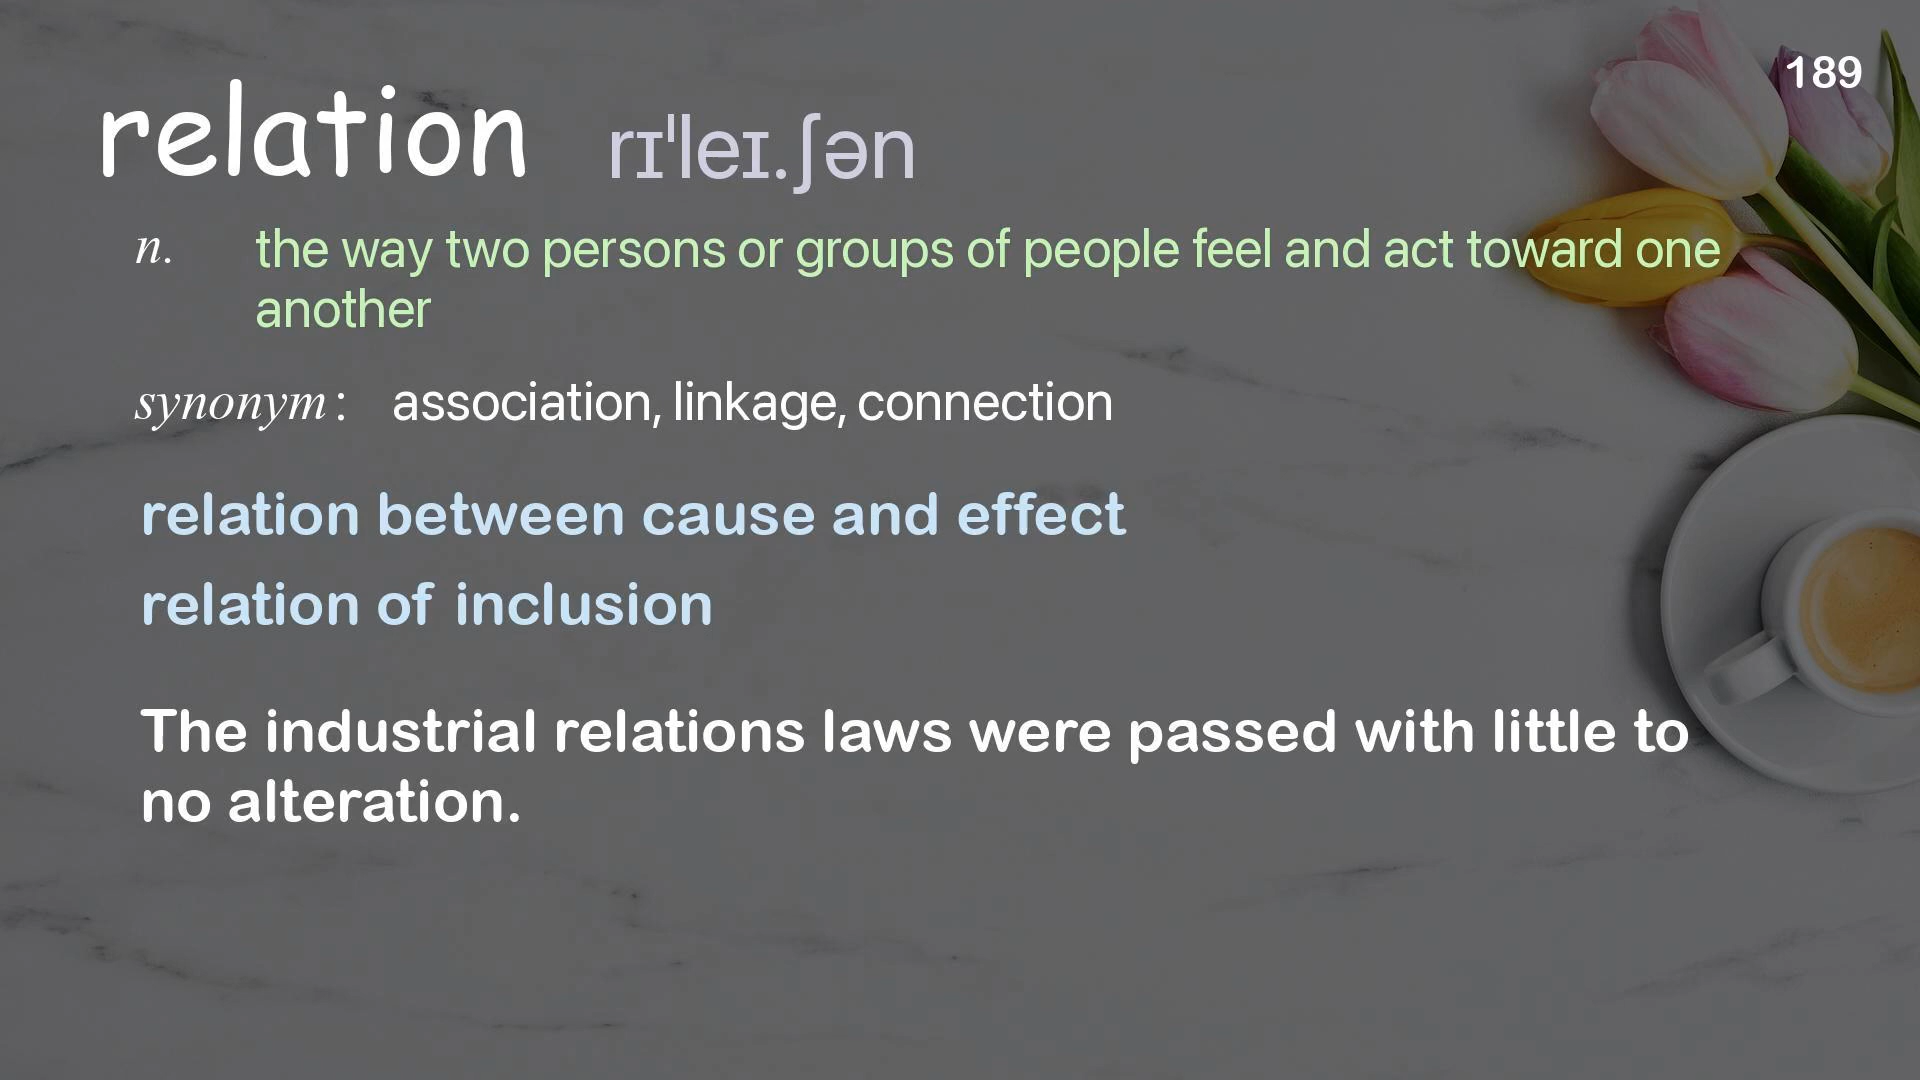 189
relation rɪˈleɪ.ʃən
n. the way two persons or groups of people feel and act toward one
another
synonym: association, linkage, connection
relation between cause and effect
relation of inclusion
The industrial relations laws were passed with little to
no alteration.